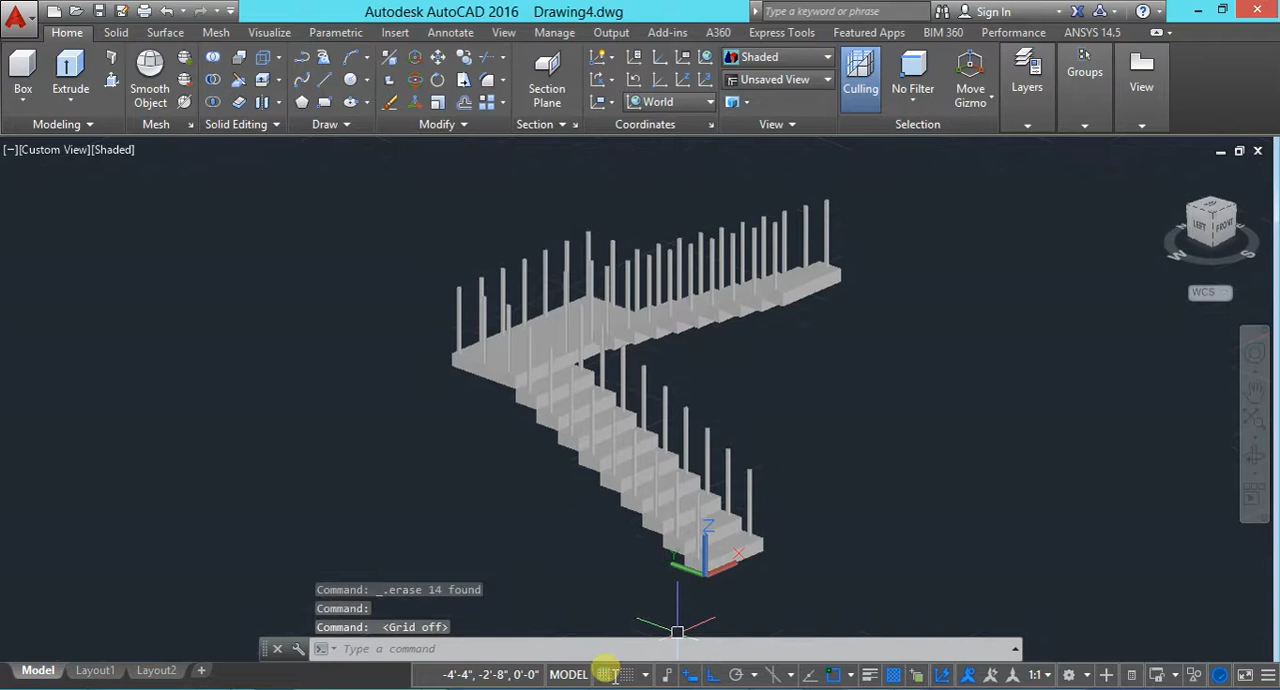 Autodesk AutoCAD 2016 Drawing4.dwg
Type a keyword or phrase
Sign In
Home Solid Surface Mesh Visualize Parametric Insert Annotate View Manage Output Add-ins A360 Express Tools Featured Apps BIM 360 Performance ANSYS 14.5
Box
Extrude
Smooth
Object
Section
Plane
Shaded
Unsaved View
World
Culling
No Filter
Move
Gizmo
Layers
Groups
View
Modeling
Mesh
Solid Editing
Draw
Modify
Section
Coordinates
View
Selection
[−][Custom View][Shaded]
LEFT
FRONT
W
S
WCS
Z
Y
X
Command: _.erase 14 found
Command:
Command: <Grid off>
Type a command
Model Layout1 Layout2 +
-4'-4", -2'-8", 0'-0" MODEL
1:1